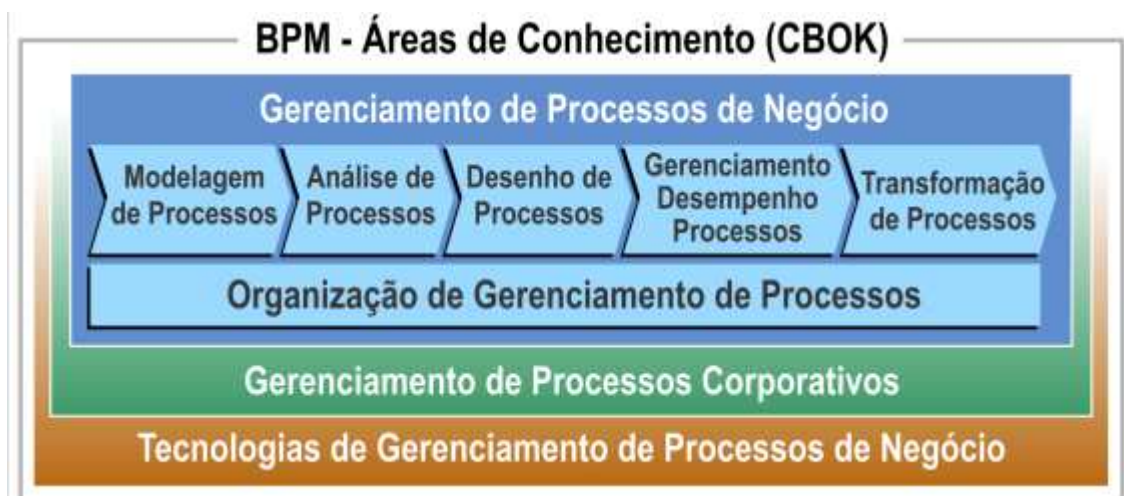 BPM - Áreas de Conhecimento (CBOK)
Gerenciamento de Processos de Negócio
Modelagem
de Processos
Análise de
Processos
Desenho de
Processos
Gerenciamento
Desempenho
Processos
Transformação
de Processos
Organização de Gerenciamento de Processos
Gerenciamento de Processos Corporativos
Tecnologias de Gerenciamento de Processos de Negócio